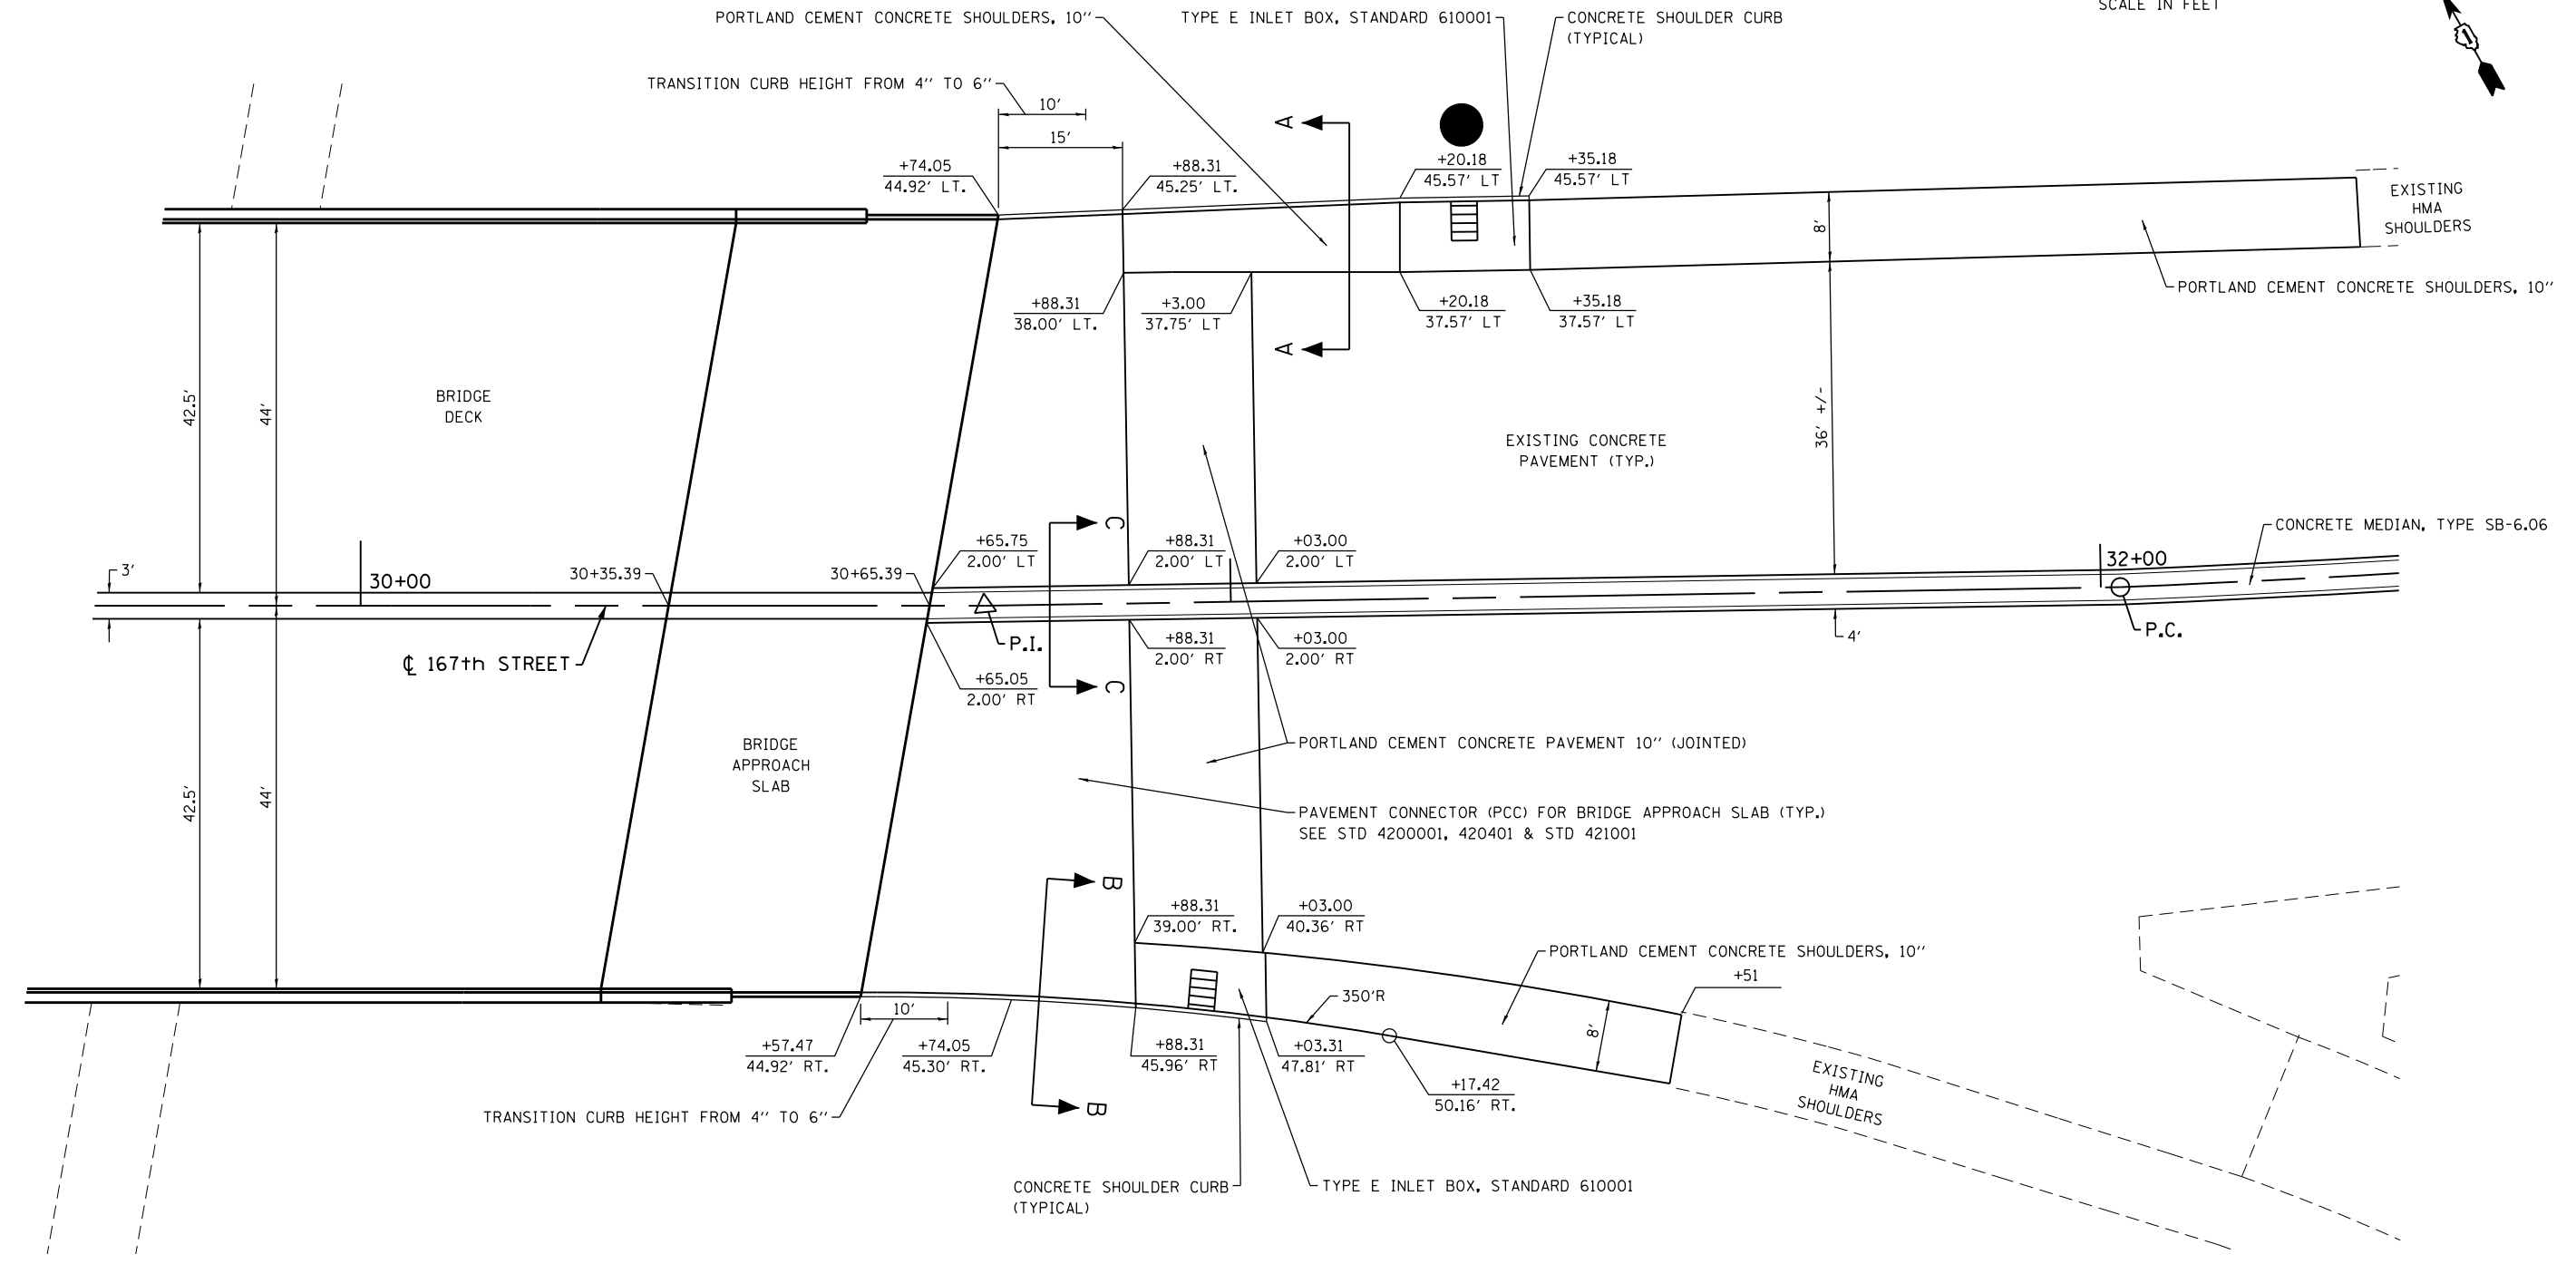 SCALE IN FEET
PORTLAND CEMENT CONCRETE SHOULDERS, 10"
TYPE E INLET BOX, STANDARD 610001
CONCRETE SHOULDER CURB
(TYPICAL)
TRANSITION CURB HEIGHT FROM 4" TO 6"
10'
15'
A
+74.05
44.92' LT.
+88.31
45.25' LT.
+20.18
45.57' LT
+35.18
45.57' LT
EXISTING
HMA
SHOULDERS
8'
PORTLAND CEMENT CONCRETE SHOULDERS, 10"
+88.31
38.00' LT.
+3.00
37.75' LT
+20.18
37.57' LT
+35.18
37.57' LT
A
42.5'
44'
BRIDGE
DECK
36' +/-
EXISTING CONCRETE
PAVEMENT (TYP.)
C
CONCRETE MEDIAN, TYPE SB-6.06
+65.75
2.00' LT
+88.31
2.00' LT
+03.00
2.00' LT
3'
30+00
30+35.39
30+65.39
32+00
P.I.
P.C.
4'
℄ 167th STREET
+88.31
2.00' RT
+03.00
2.00' RT
+65.05
2.00' RT
C
PORTLAND CEMENT CONCRETE PAVEMENT 10" (JOINTED)
BRIDGE
APPROACH
SLAB
42.5'
44'
PAVEMENT CONNECTOR (PCC) FOR BRIDGE APPROACH SLAB (TYP.)
SEE STD 4200001, 420401 & STD 421001
B
+88.31
39.00' RT.
+03.00
40.36' RT
PORTLAND CEMENT CONCRETE SHOULDERS, 10"
+51
350'R
10'
8'
+57.47
44.92' RT.
+74.05
45.30' RT.
+88.31
45.96' RT
+03.31
47.81' RT
+17.42
50.16' RT.
EXISTING
HMA
SHOULDERS
B
TRANSITION CURB HEIGHT FROM 4" TO 6"
CONCRETE SHOULDER CURB
(TYPICAL)
TYPE E INLET BOX, STANDARD 610001